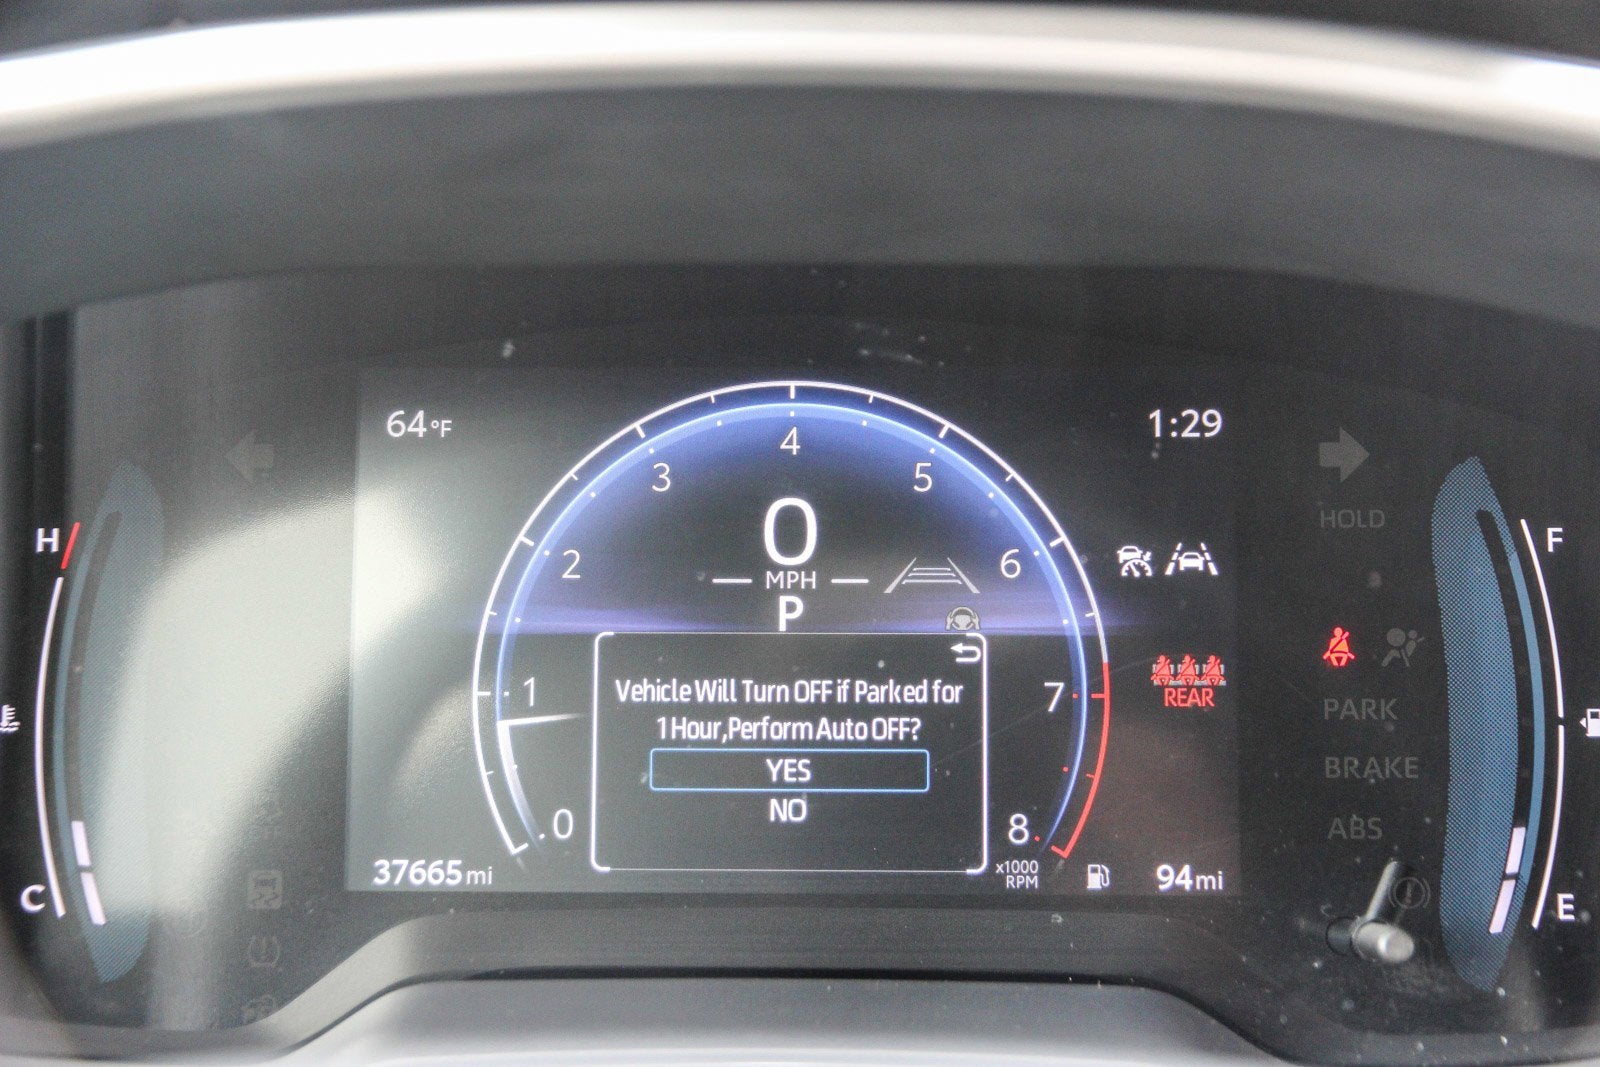 64°F
1:29
4
3
5
HOLD
0
H
F
2
6
MPH
P
Vehicle Will Turn OFF if Parked for
1 Hour,Perform Auto OFF?
YES
NO
1
7
REAR
PARK
BRAKE
ABS
.0
8.
x1000
RPM
37665 mi
94 mi
C
E